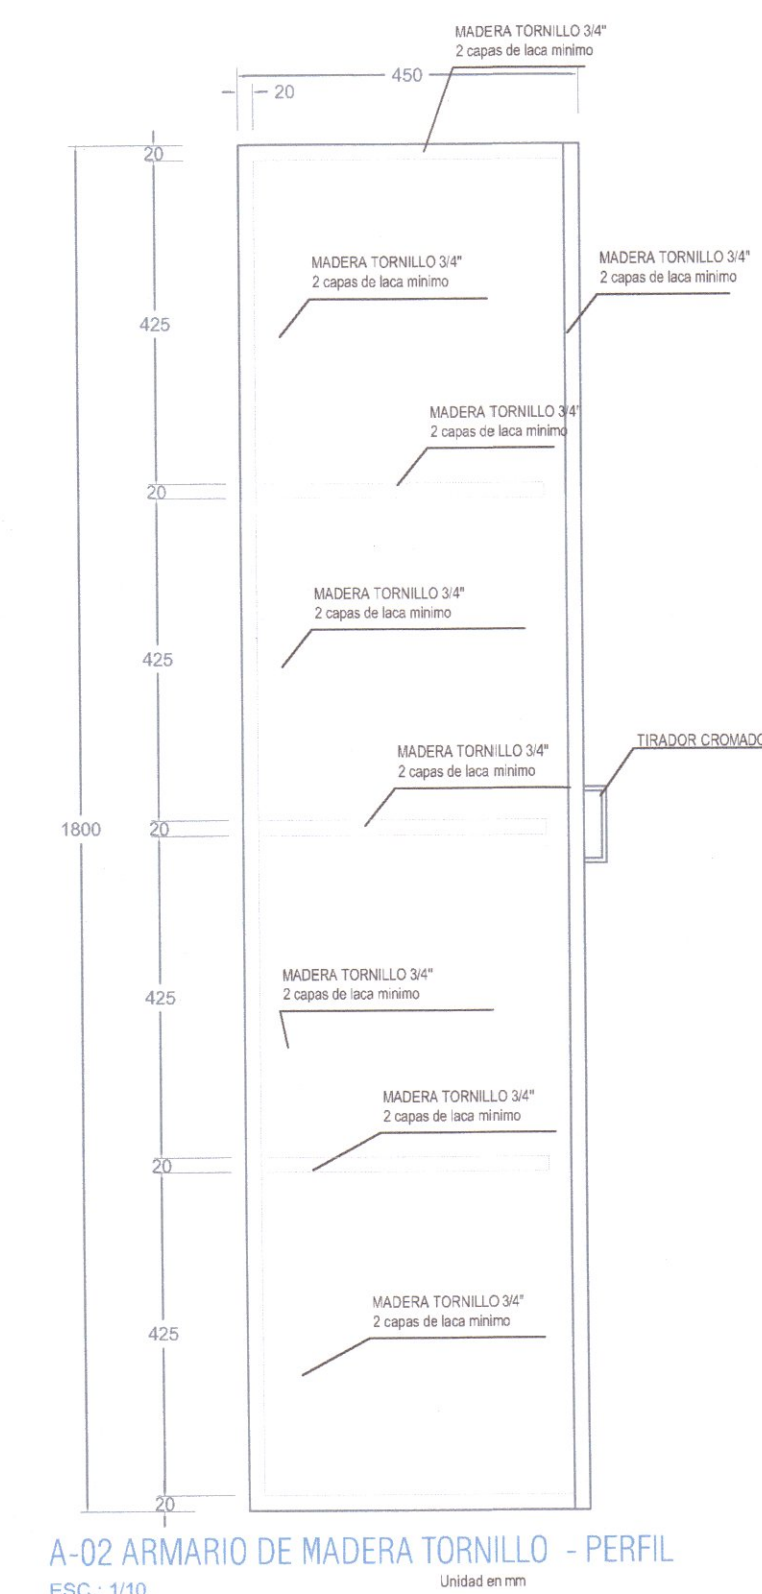 MADERA TORNILLO 3/4"
2 capas de laca minimo
450
20
20
MADERA TORNILLO 3/4"
2 capas de laca minimo
MADERA TORNILLO 3/4"
2 capas de laca minimo
425
MADERA TORNILLO 3/4"
2 capas de laca minimo
20
MADERA TORNILLO 3/4"
2 capas de laca minimo
425
TIRADOR CROMADO
MADERA TORNILLO 3/4"
2 capas de laca minimo
1800
20
MADERA TORNILLO 3/4"
2 capas de laca minimo
425
MADERA TORNILLO 3/4"
2 capas de laca minimo
20
MADERA TORNILLO 3/4"
2 capas de laca minimo
425
20
A-02 ARMARIO DE MADERA TORNILLO - PERFIL
ESC : 1/10
Unidad en mm